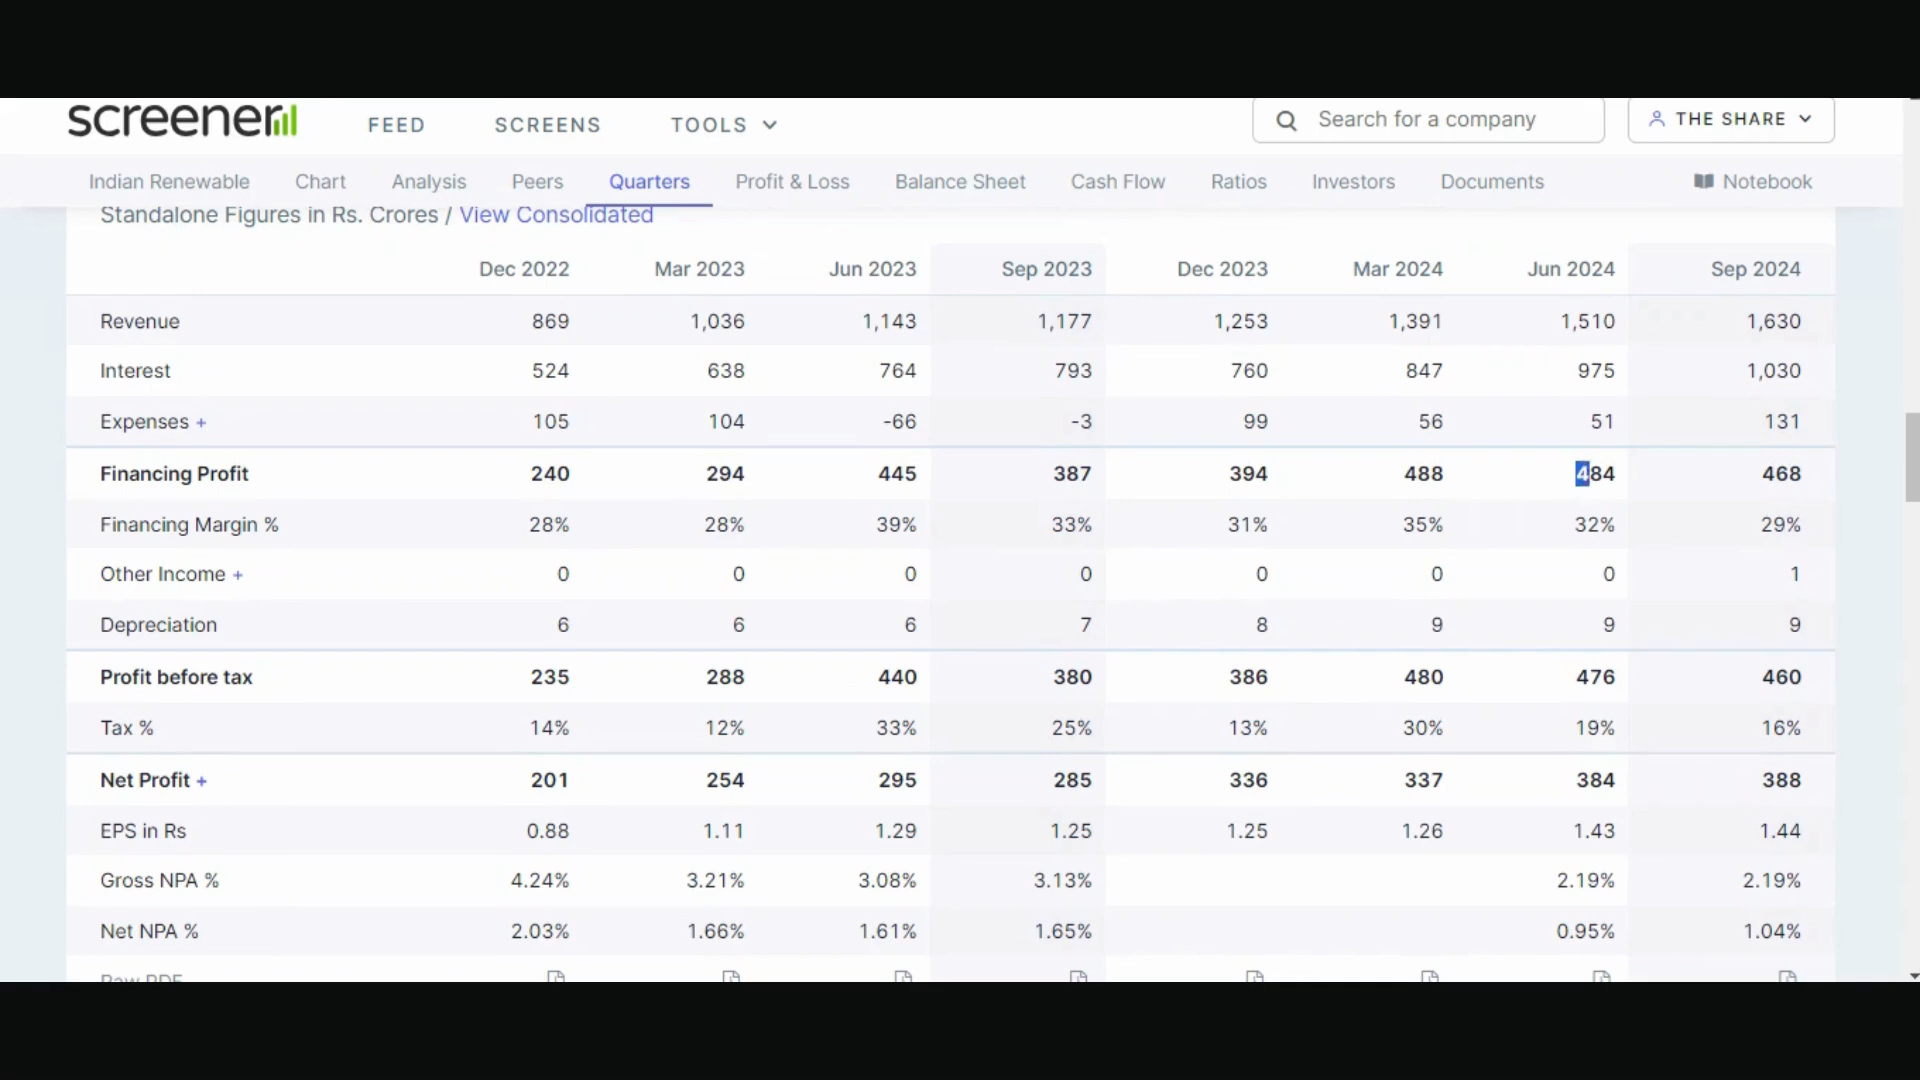 screener
FEED SCREENS TOOLS Search for a company THE SHARE
Indian Renewable Chart Analysis Peers Quarters Profit & Loss Balance Sheet Cash Flow Ratios Investors Documents Notebook
Standalone Figures in Rs. Crores / View Consolidated
Dec 2022 Mar 2023 Jun 2023 Sep 2023 Dec 2023 Mar 2024 Jun 2024 Sep 2024
Revenue 869 1,036 1,143 1,177 1,253 1,391 1,510 1,630
Interest 524 638 764 793 760 847 975 1,030
Expenses + 105 104 -66 -3 99 56 51 131
Financing Profit 240 294 445 387 394 488 484 468
Financing Margin % 28% 28% 39% 33% 31% 35% 32% 29%
Other Income + 0 0 0 0 0 0 0 1
Depreciation 6 6 6 7 8 9 9 9
Profit before tax 235 288 440 380 386 480 476 460
Tax % 14% 12% 33% 25% 13% 30% 19% 16%
Net Profit + 201 254 295 285 336 337 384 388
EPS in Rs 0.88 1.11 1.29 1.25 1.25 1.26 1.43 1.44
Gross NPA % 4.24% 3.21% 3.08% 3.13% 2.19% 2.19%
Net NPA % 2.03% 1.66% 1.61% 1.65% 0.95% 1.04%
Raw PDF